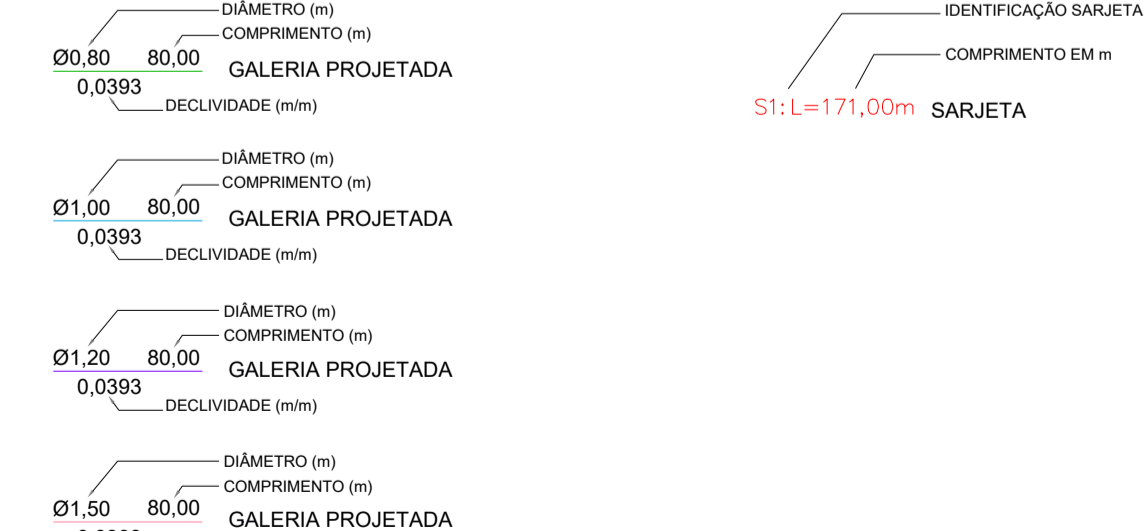 DIÂMETRO (m)
COMPRIMENTO (m)
Ø0,80 80,00 GALERIA PROJETADA
0,0393
DECLIVIDADE (m/m)
IDENTIFICAÇÃO SARJETA
COMPRIMENTO EM m
S1:L=171,00m SARJETA
DIÂMETRO (m)
COMPRIMENTO (m)
Ø1,00 80,00 GALERIA PROJETADA
0,0393
DECLIVIDADE (m/m)
DIÂMETRO (m)
COMPRIMENTO (m)
Ø1,20 80,00 GALERIA PROJETADA
0,0393
DECLIVIDADE (m/m)
DIÂMETRO (m)
COMPRIMENTO (m)
Ø1,50 80,00 GALERIA PROJETADA